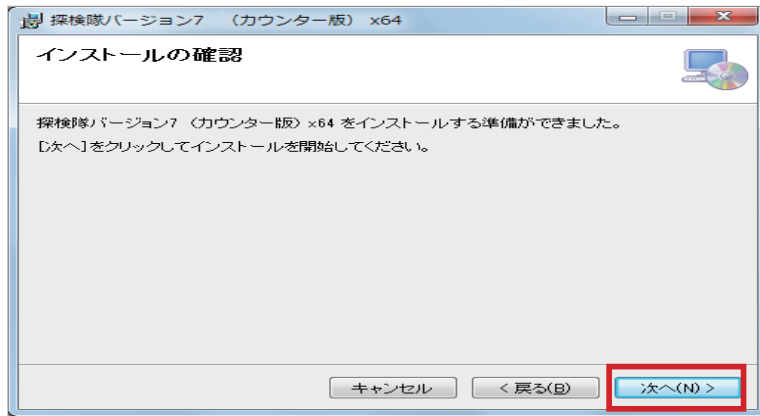 探検隊バージョン7　（カウンター版）　x64
インストールの確認
探検隊バージョン7 （カウンター版） x64 をインストールする準備ができました。
[次へ]をクリックしてインストールを開始してください。
キャンセル
< 戻る(B)
次へ(N) >